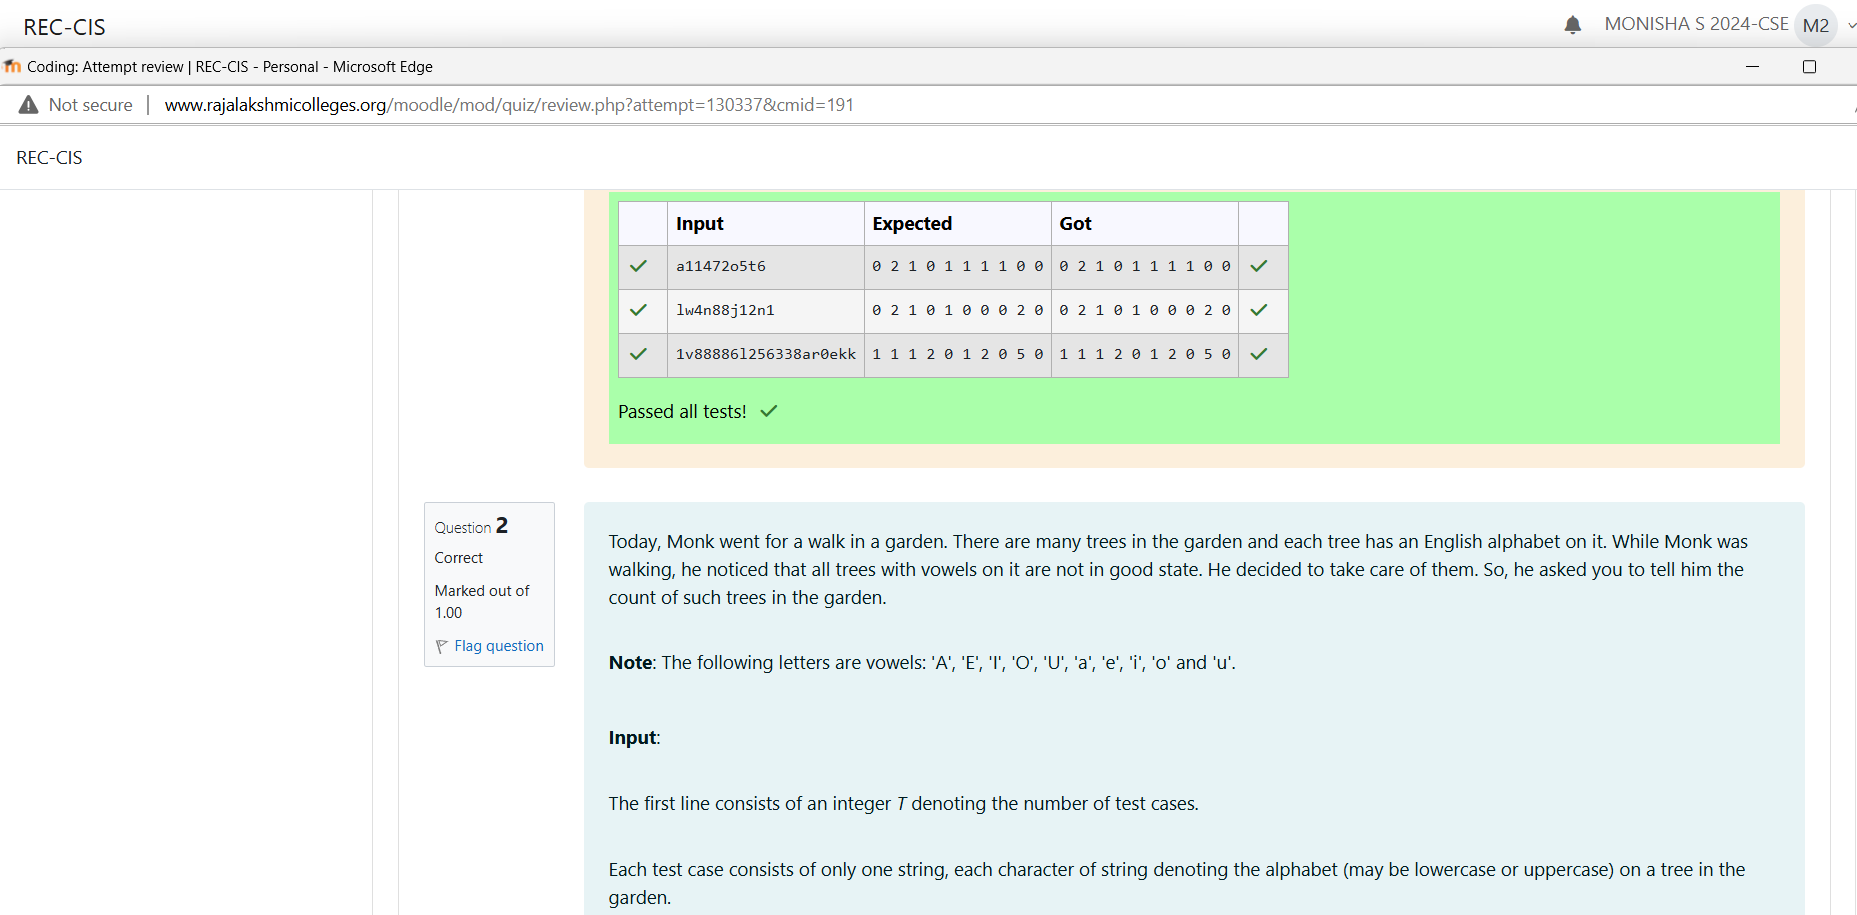 REC-CIS
MONISHA S 2024-CSE M2
Coding: Attempt review | REC-CIS - Personal - Microsoft Edge
Not secure | www.rajalakshmicolleges.org/moodle/mod/quiz/review.php?attempt=130337&cmid=191
REC-CIS
Input Expected Got
a11472o5t6 0 2 1 0 1 1 1 1 0 0 0 2 1 0 1 1 1 1 0 0
lw4n88j12n1 0 2 1 0 1 0 0 0 2 0 0 2 1 0 1 0 0 0 2 0
1v88886l256338ar0ekk 1 1 1 2 0 1 2 0 5 0 1 1 1 2 0 1 2 0 5 0
Passed all tests!
Question 2
Correct
Marked out of
1.00
Flag question
Today, Monk went for a walk in a garden. There are many trees in the garden and each tree has an English alphabet on it. While Monk was
walking, he noticed that all trees with vowels on it are not in good state. He decided to take care of them. So, he asked you to tell him the
count of such trees in the garden.
Note: The following letters are vowels: 'A', 'E', 'I', 'O', 'U', 'a', 'e', 'i', 'o' and 'u'.
Input:
The first line consists of an integer T denoting the number of test cases.
Each test case consists of only one string, each character of string denoting the alphabet (may be lowercase or uppercase) on a tree in the
garden.